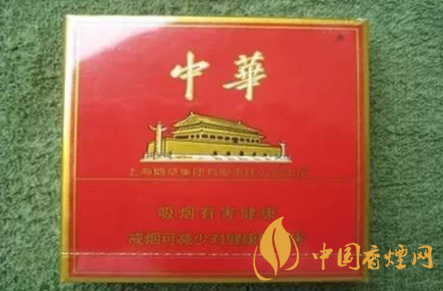 中華
上海烟草集团有限责任公司出品
吸烟有害健康
戒烟可减少对健康的危害
中国香烟网